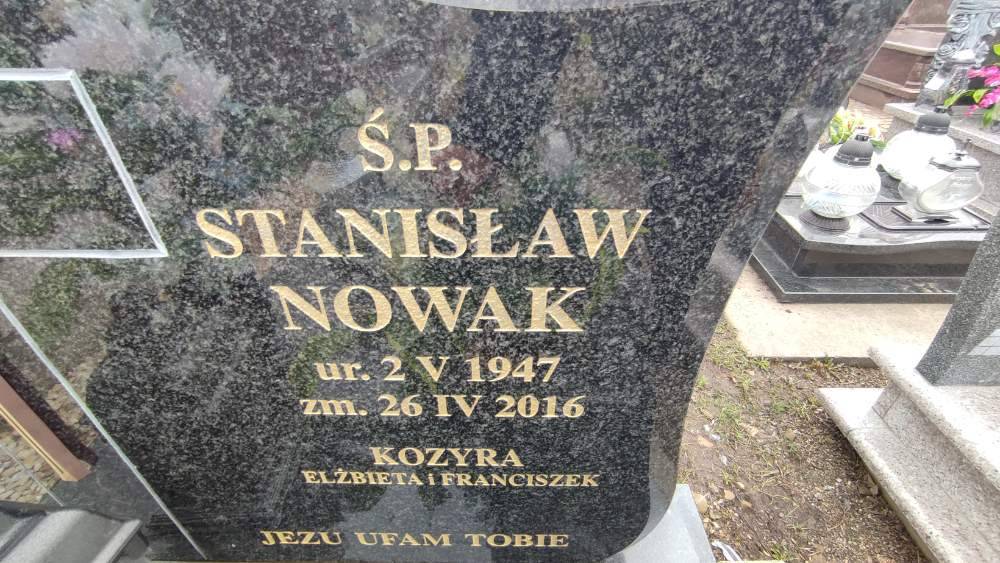 Ś.P.
STANISŁAW
NOWAK
ur. 2 V 1947
zm. 26 IV 2016
KOZYRA
ELŻBIETA i FRANCISZEK
JEZU UFAM TOBIE